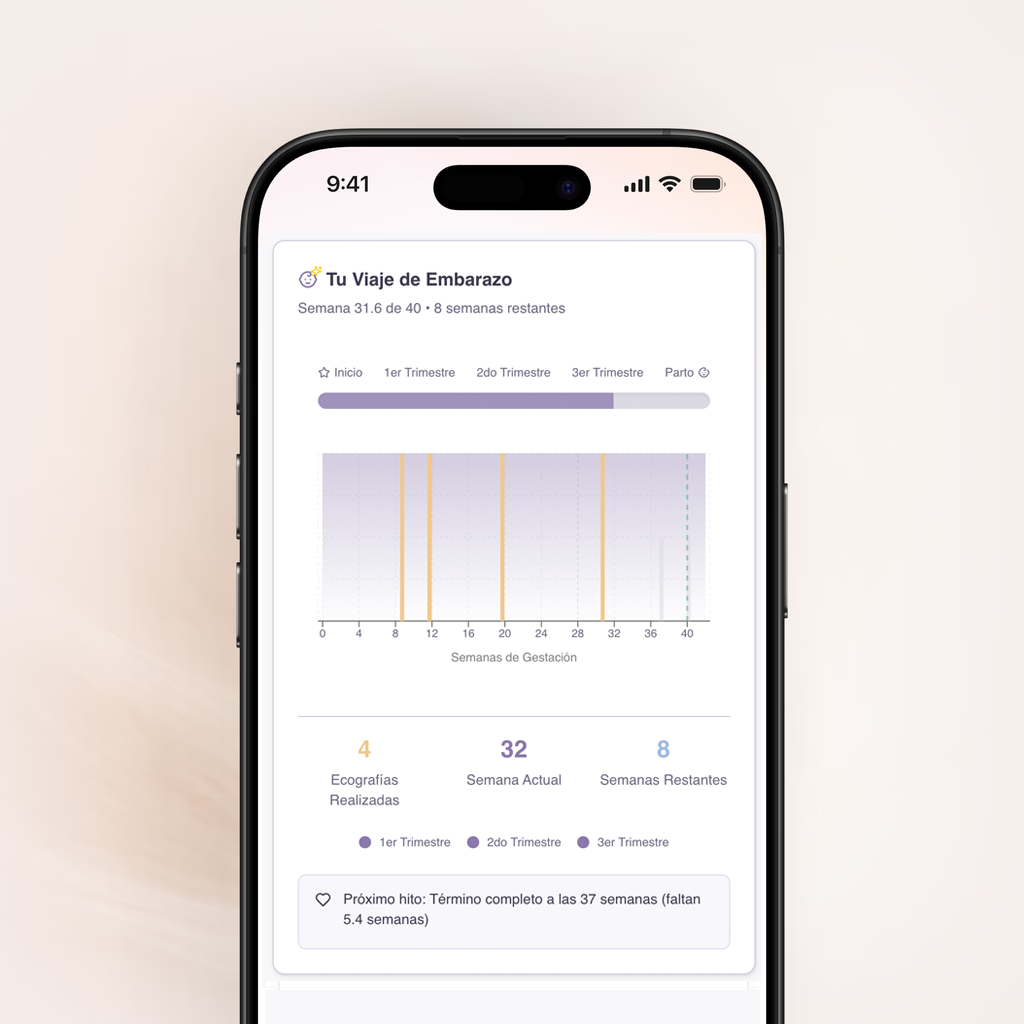 9:41
Tu Viaje de Embarazo
Semana 31.6 de 40 • 8 semanas restantes
Inicio 1er Trimestre 2do Trimestre 3er Trimestre Parto
0 4 8 12 16 20 24 28 32 36 40
Semanas de Gestación
4 32 8
Ecografías Semana Actual Semanas Restantes
Realizadas
1er Trimestre 2do Trimestre 3er Trimestre
Próximo hito: Término completo a las 37 semanas (faltan
5.4 semanas)